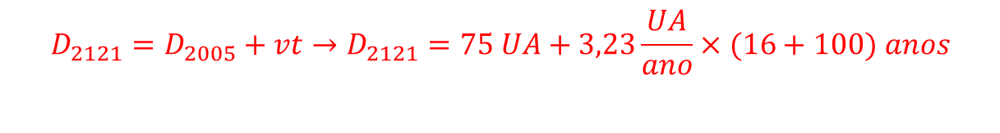 D₂₁₂₁ = D₂₀₀₅ + vt → D₂₁₂₁ = 75 UA + 3,23 UA/ano × (16 + 100) anos